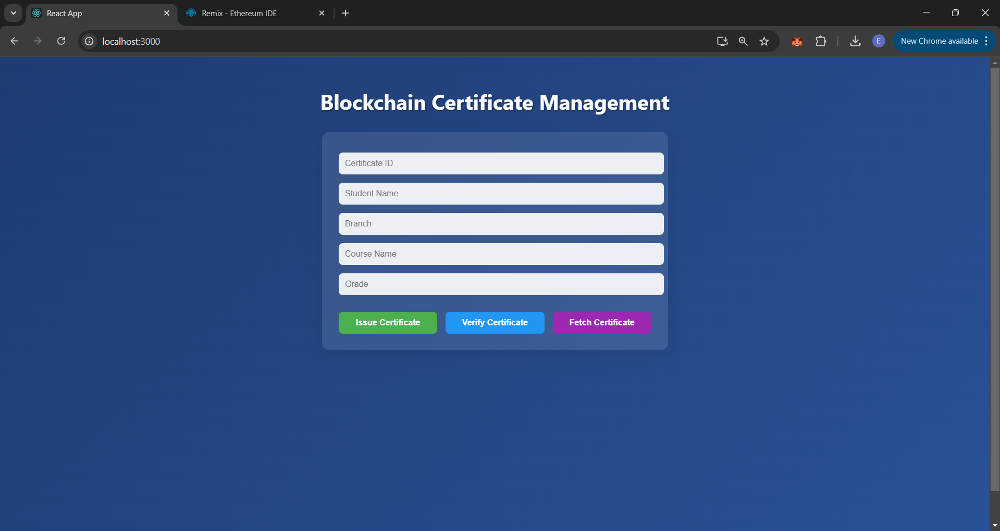 React App
Remix - Ethereum IDE
localhost:3000
E
New Chrome available
Blockchain Certificate Management
Certificate ID
Student Name
Branch
Course Name
Grade
Issue Certificate
Verify Certificate
Fetch Certificate